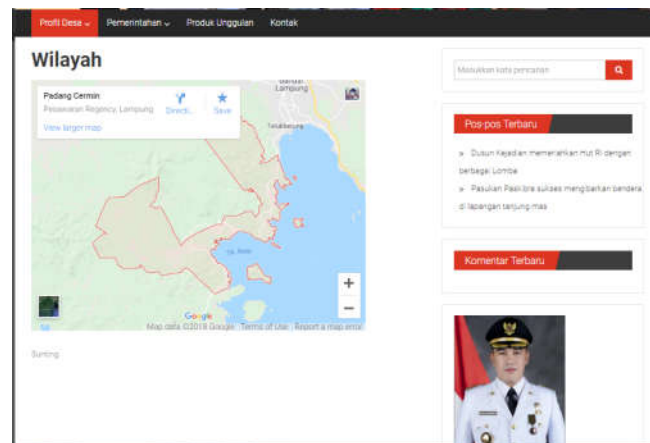 Profil Desa
Pemerintahan
Produk Unggulan
Kontak
Wilayah
Padang Cermin
Pesawaran Regency, Lampung
Directi...
Save
View larger map
Bandar
Lampung
Google
Map data ©2018 Google
Terms of Use
Report a map error
Sunting
Masukkan kata pencarian
Pos-pos Terbaru
» Dusun Kejadian memeriahkan Hut RI dengan
berbagai Lomba
» Pasukan Paskibra sukses mengibarkan bendera
di lapangan tanjung mas
Komentar Terbaru